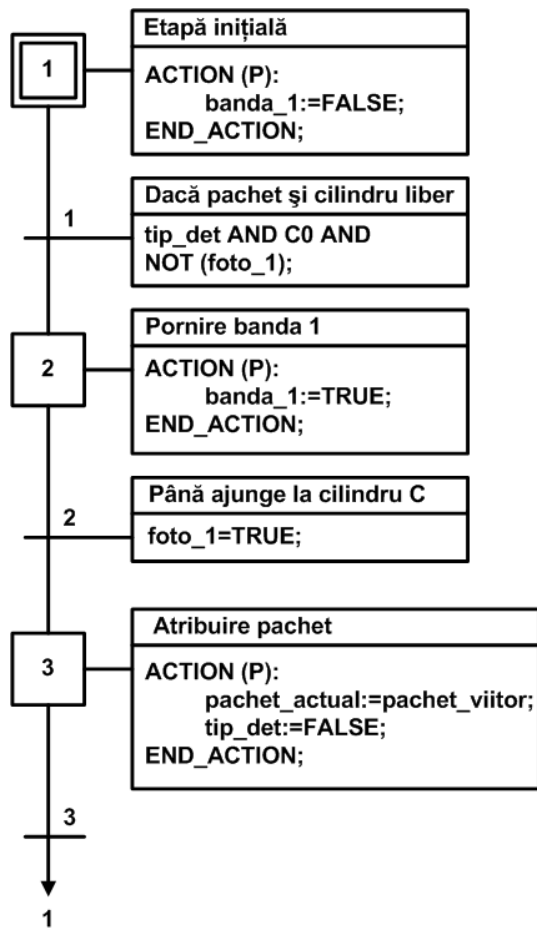 Etapă inițială
1
ACTION (P):
banda_1:=FALSE;
END_ACTION;
Dacă pachet şi cilindru liber
1
tip_det AND C0 AND
NOT (foto_1);
Pornire banda 1
2
ACTION (P):
banda_1:=TRUE;
END_ACTION;
Până ajunge la cilindru C
2
foto_1=TRUE;
Atribuire pachet
3
ACTION (P):
pachet_actual:=pachet_viitor;
tip_det:=FALSE;
END_ACTION;
3
1